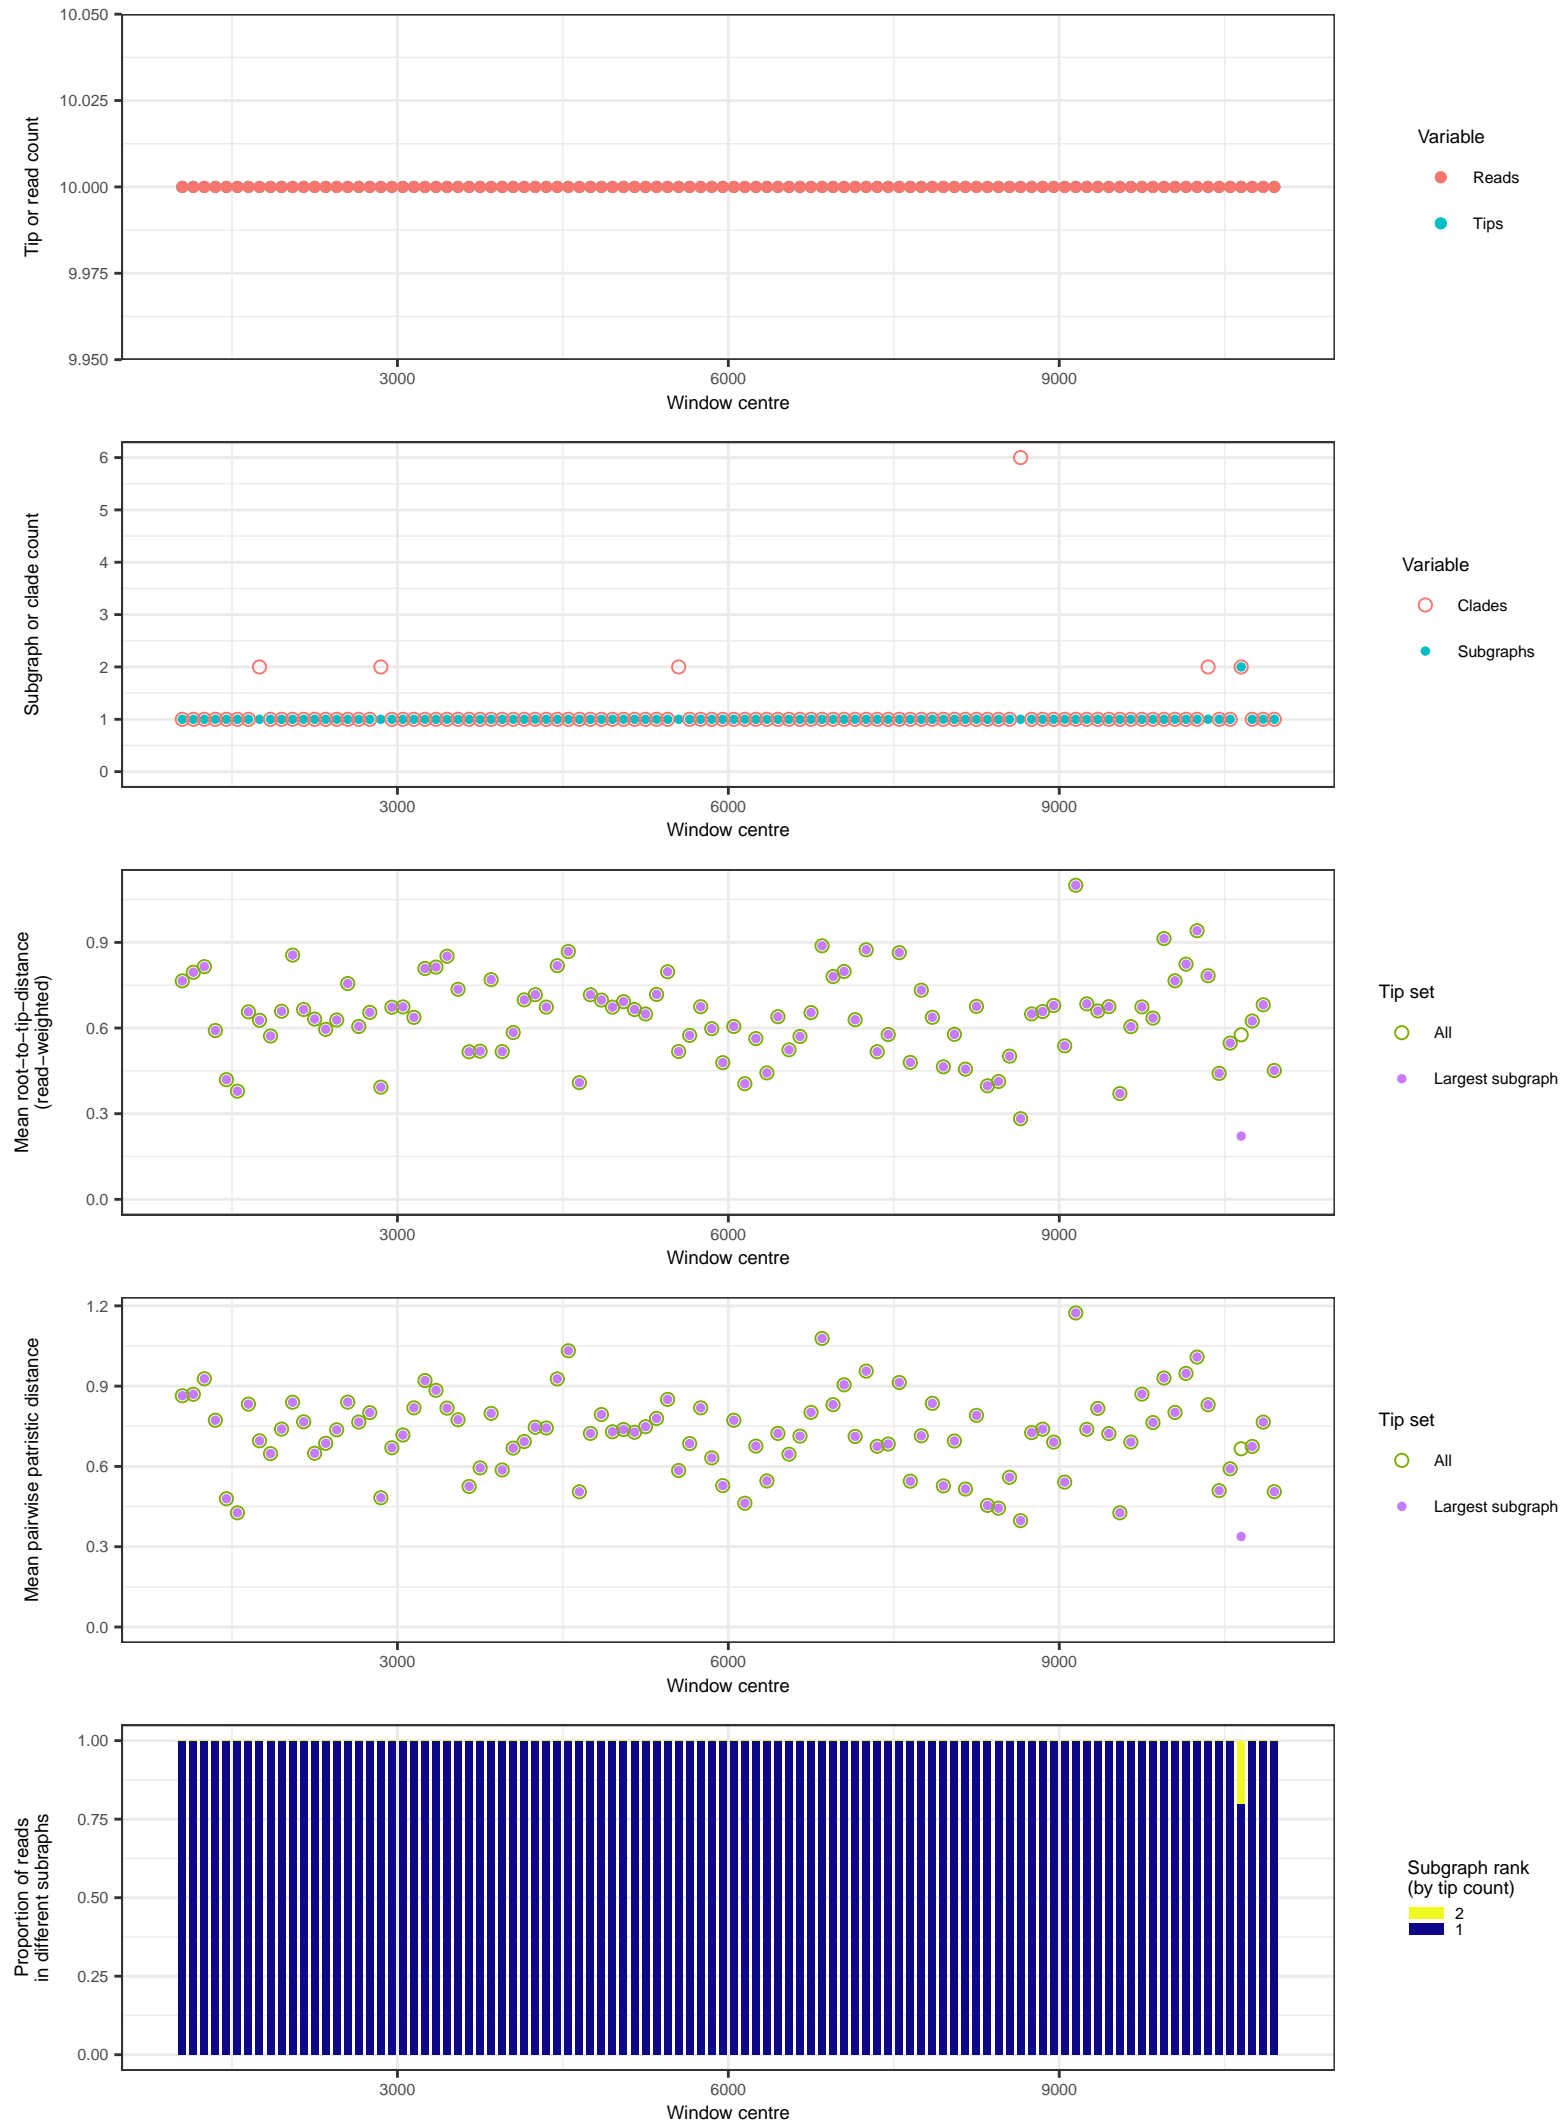 10.050
10.025
10.000
9.975
9.950
Tip or read count
3000 6000 9000
Window centre
Variable
Reads
Tips
6
5
4
3
2
1
0
Subgraph or clade count
3000 6000 9000
Window centre
Variable
Clades
Subgraphs
0.9
0.6
0.3
0.0
Mean root−to−tip−distance
(read−weighted)
3000 6000 9000
Window centre
Tip set
All
Largest subgraph
1.2
0.9
0.6
0.3
0.0
Mean pairwise patristic distance
3000 6000 9000
Window centre
Tip set
All
Largest subgraph
1.00
0.75
0.50
0.25
0.00
Proportion of reads
in different subraphs
3000 6000 9000
Window centre
Subgraph rank
(by tip count)
2
1